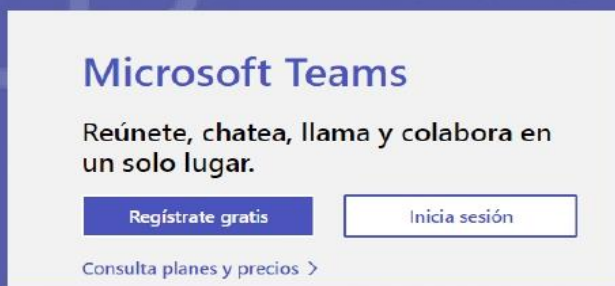 Microsoft Teams
Reúnete, chatea, llama y colabora en
un solo lugar.
Regístrate gratis
Inicia sesión
Consulta planes y precios >